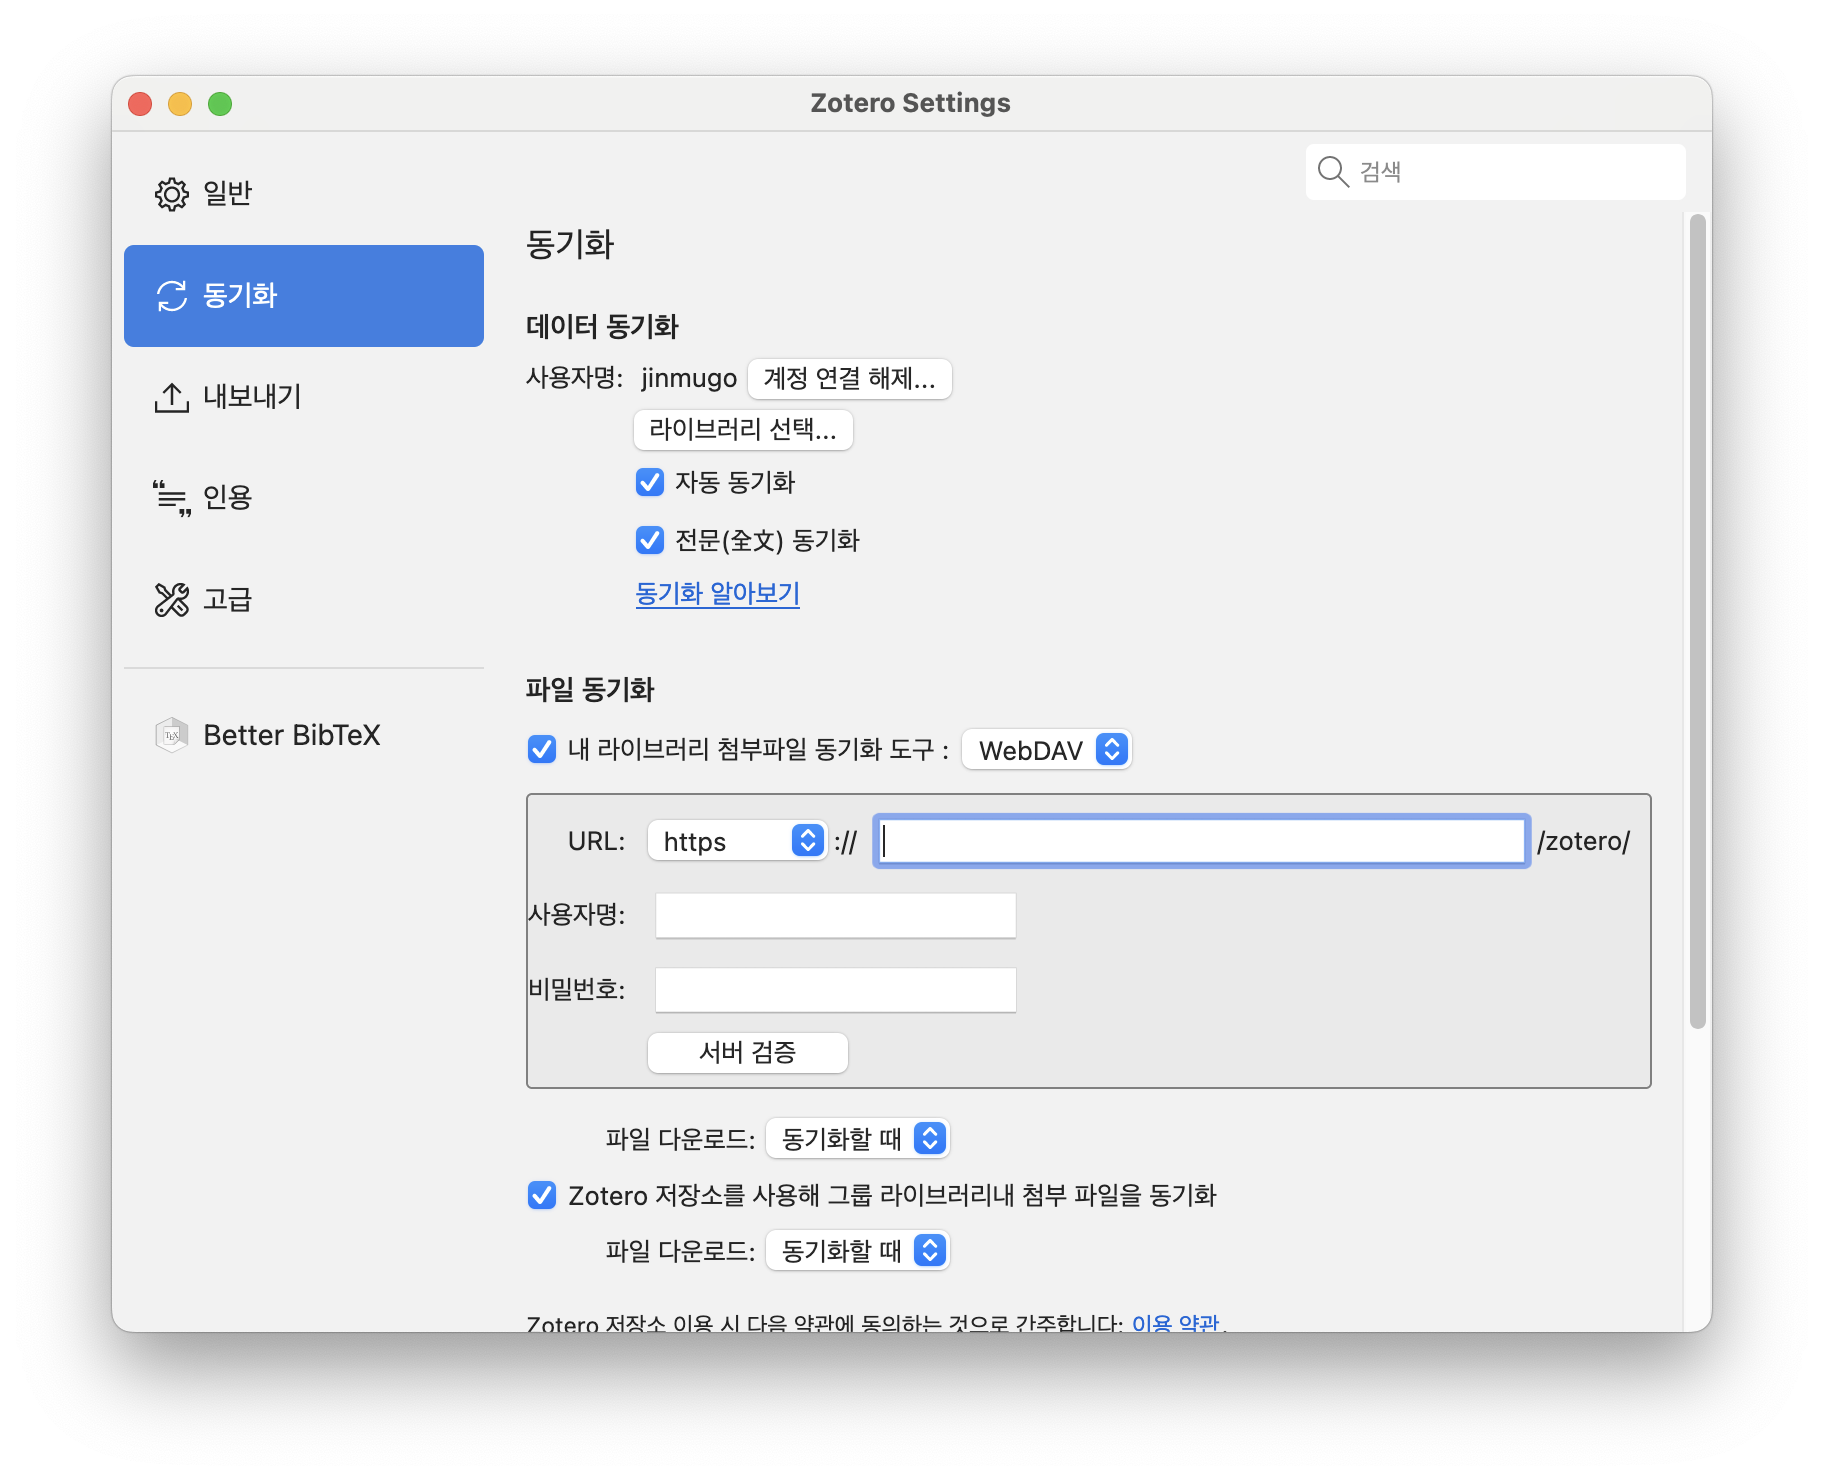 Zotero Settings
검색
일반
동기화
내보내기
인용
고급
Better BibTeX
동기화
데이터 동기화
사용자명: jinmugo 계정 연결 해제...
라이브러리 선택...
자동 동기화
전문(全文) 동기화
동기화 알아보기
파일 동기화
내 라이브러리 첨부파일 동기화 도구 : WebDAV
URL: https :// /zotero/
사용자명:
비밀번호:
서버 검증
파일 다운로드: 동기화할 때
Zotero 저장소를 사용해 그룹 라이브러리내 첨부 파일을 동기화
파일 다운로드: 동기화할 때
Zotero 저장소 이용 시 다음 약관에 동의하는 것으로 간주합니다: 이용 약관.